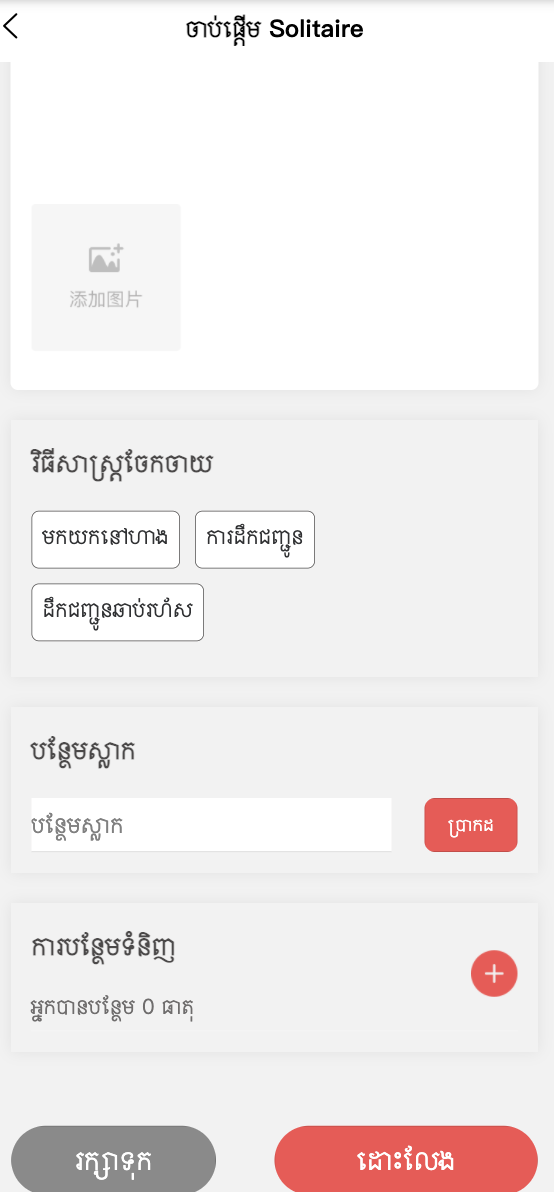 ចាប់ផ្តើម Solitaire
添加图片
វិធីសាស្ត្រចែកចាយ
មកយកនៅហាង
ការដឹកជញ្ជូន
ដឹកជញ្ជូនឆាប់រហ័ស
បន្ថែមស្លាក
បន្ថែមស្លាក
ប្រាកដ
ការបន្ថែមទំនិញ
អ្នកបានបន្ថែម 0 ធាតុ
រក្សាទុក
ដោះលែង